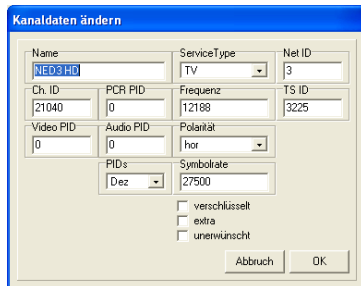 Kanaldaten ändern
Name ServiceType Net ID
NED3 HD TV 3
Ch. ID PCR PID Frequenz TS ID
21040 0 12188 3225
Video PID Audio PID Polarität
0 0 hor
PIDs Symbolrate
Dez 27500
verschlüsselt
extra
unerwünscht
Abbruch OK